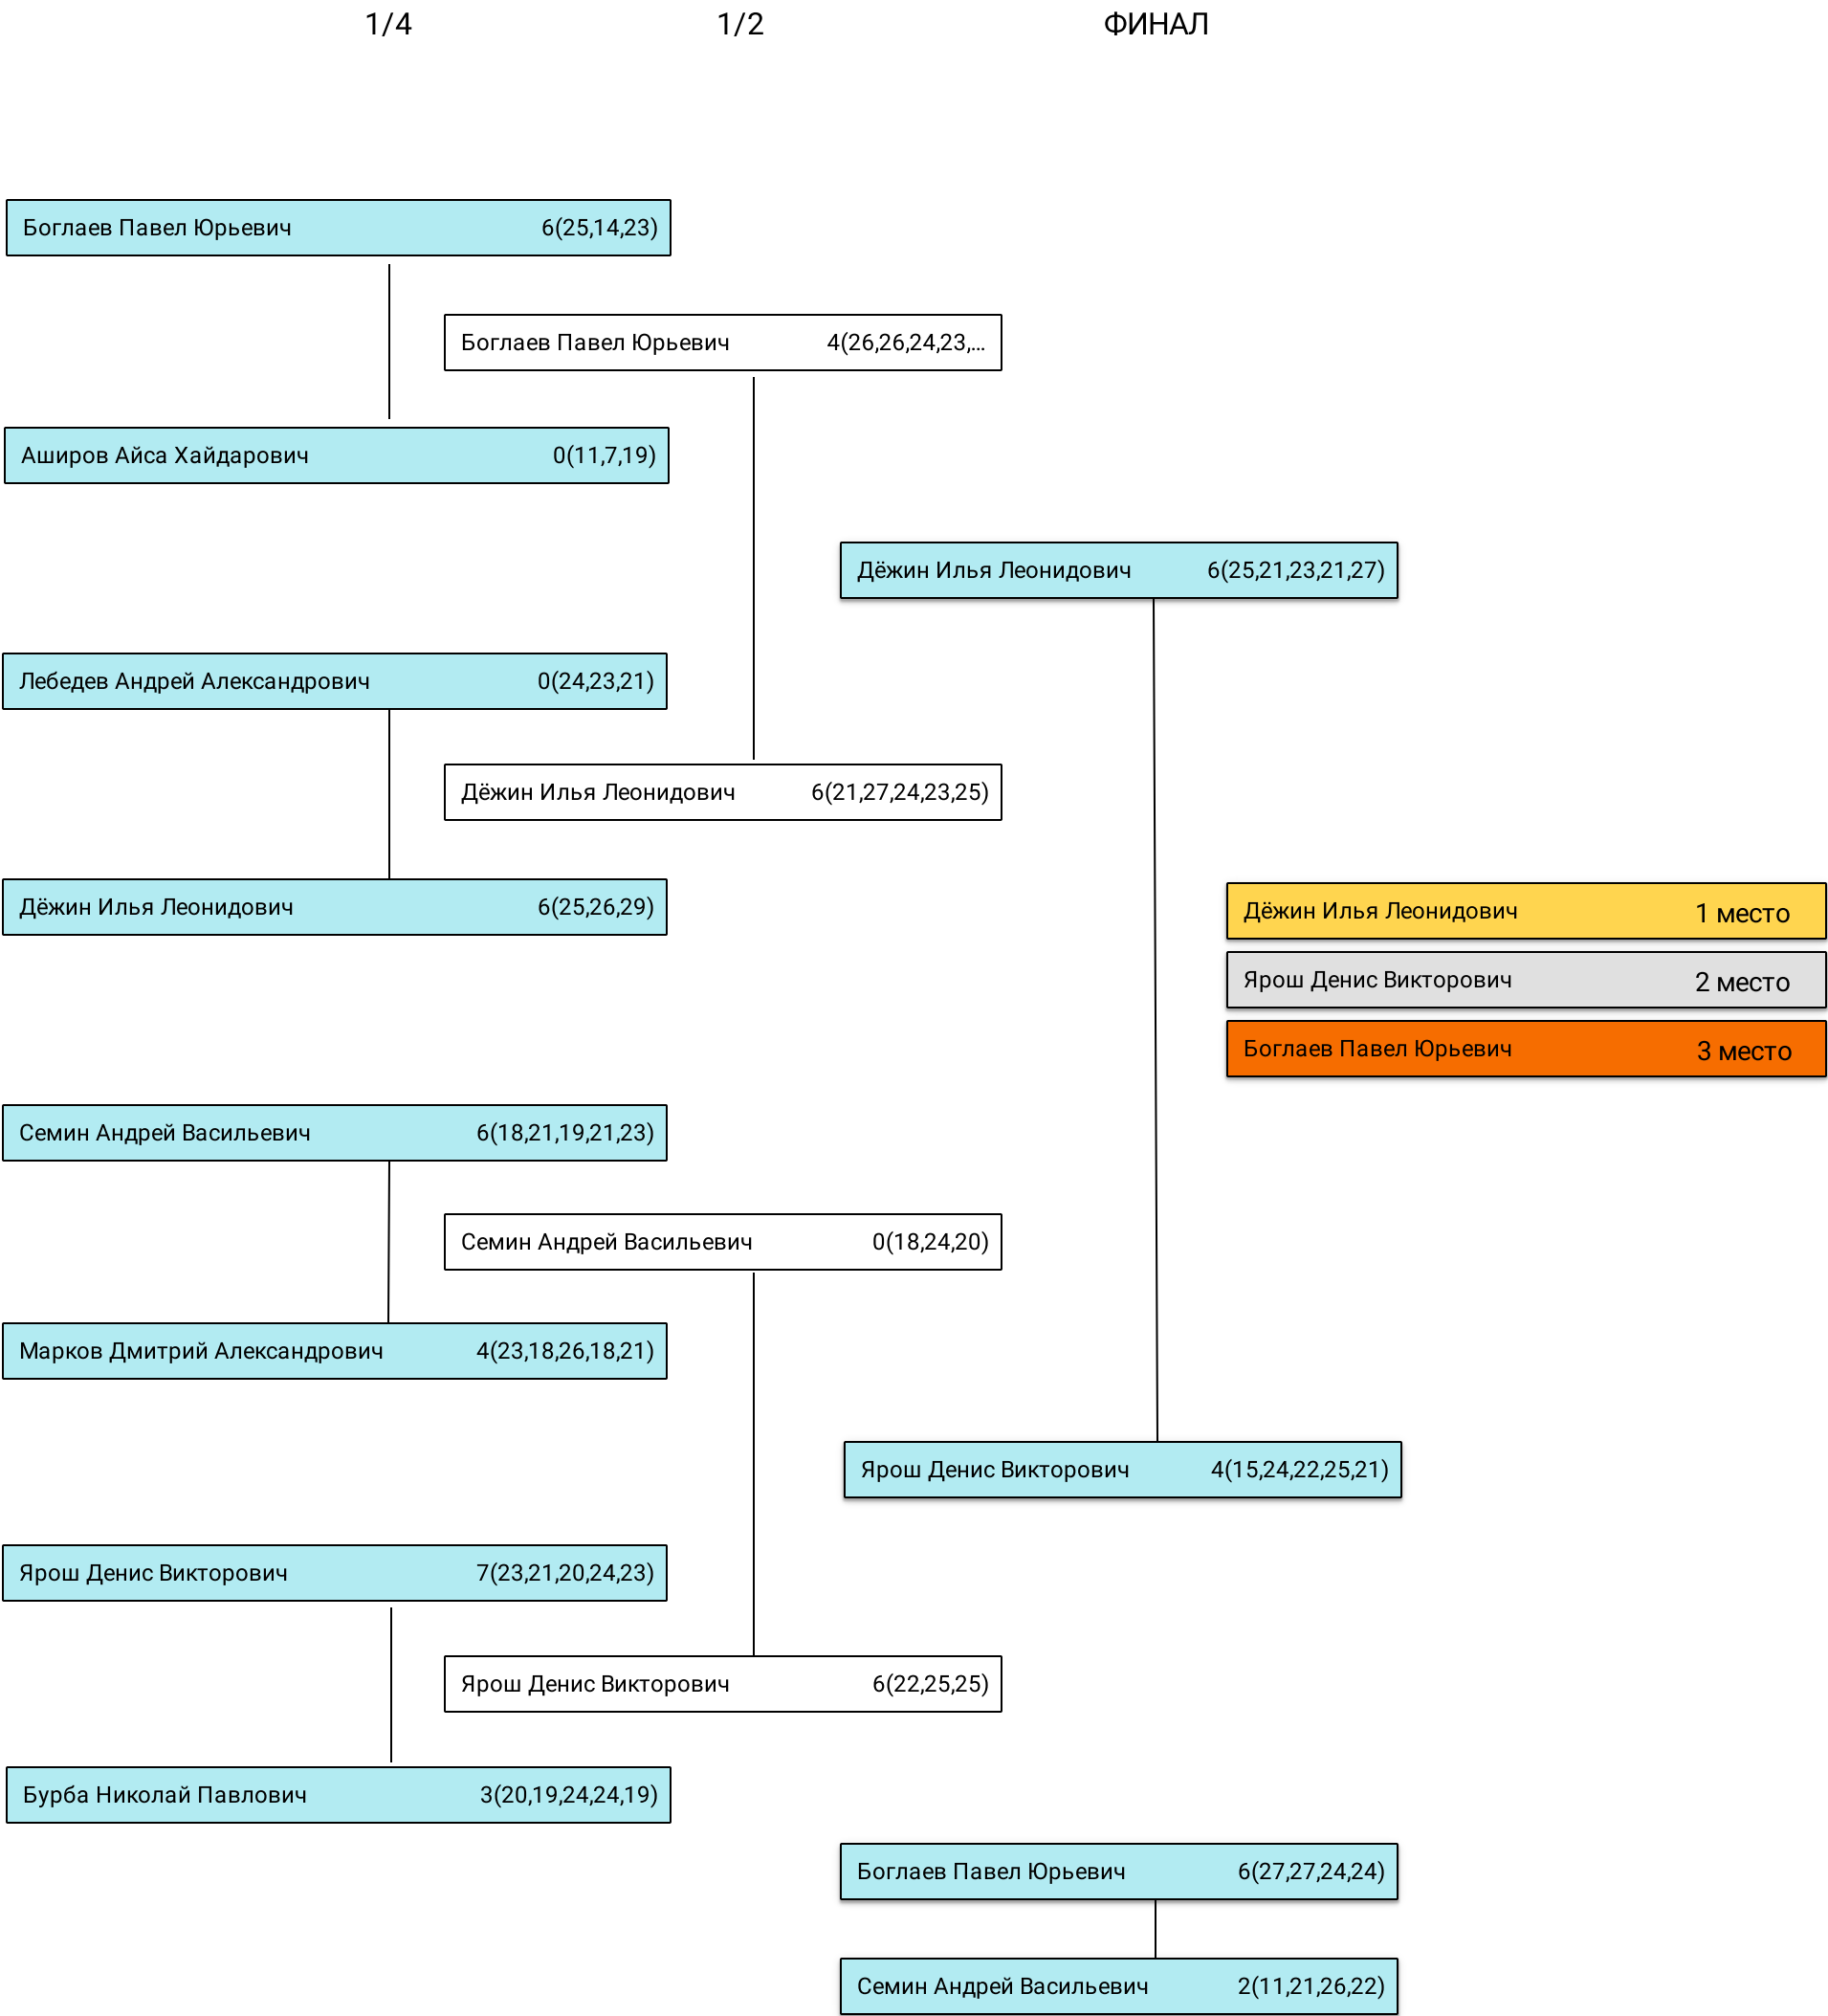 1/4 1/2 ФИНАЛ
Боглаев Павел Юрьевич 6(25,14,23)
Боглаев Павел Юрьевич 4(26,26,24,23,...
Аширов Айса Хайдарович 0(11,7,19)
Дёжин Илья Леонидович 6(25,21,23,21,27)
Лебедев Андрей Александрович 0(24,23,21)
Дёжин Илья Леонидович 6(21,27,24,23,25)
Дёжин Илья Леонидович 6(25,26,29)
Дёжин Илья Леонидович 1 место
Ярош Денис Викторович 2 место
Боглаев Павел Юрьевич 3 место
Семин Андрей Васильевич 6(18,21,19,21,23)
Семин Андрей Васильевич 0(18,24,20)
Марков Дмитрий Александрович 4(23,18,26,18,21)
Ярош Денис Викторович 4(15,24,22,25,21)
Ярош Денис Викторович 7(23,21,20,24,23)
Ярош Денис Викторович 6(22,25,25)
Бурба Николай Павлович 3(20,19,24,24,19)
Боглаев Павел Юрьевич 6(27,27,24,24)
Семин Андрей Васильевич 2(11,21,26,22)